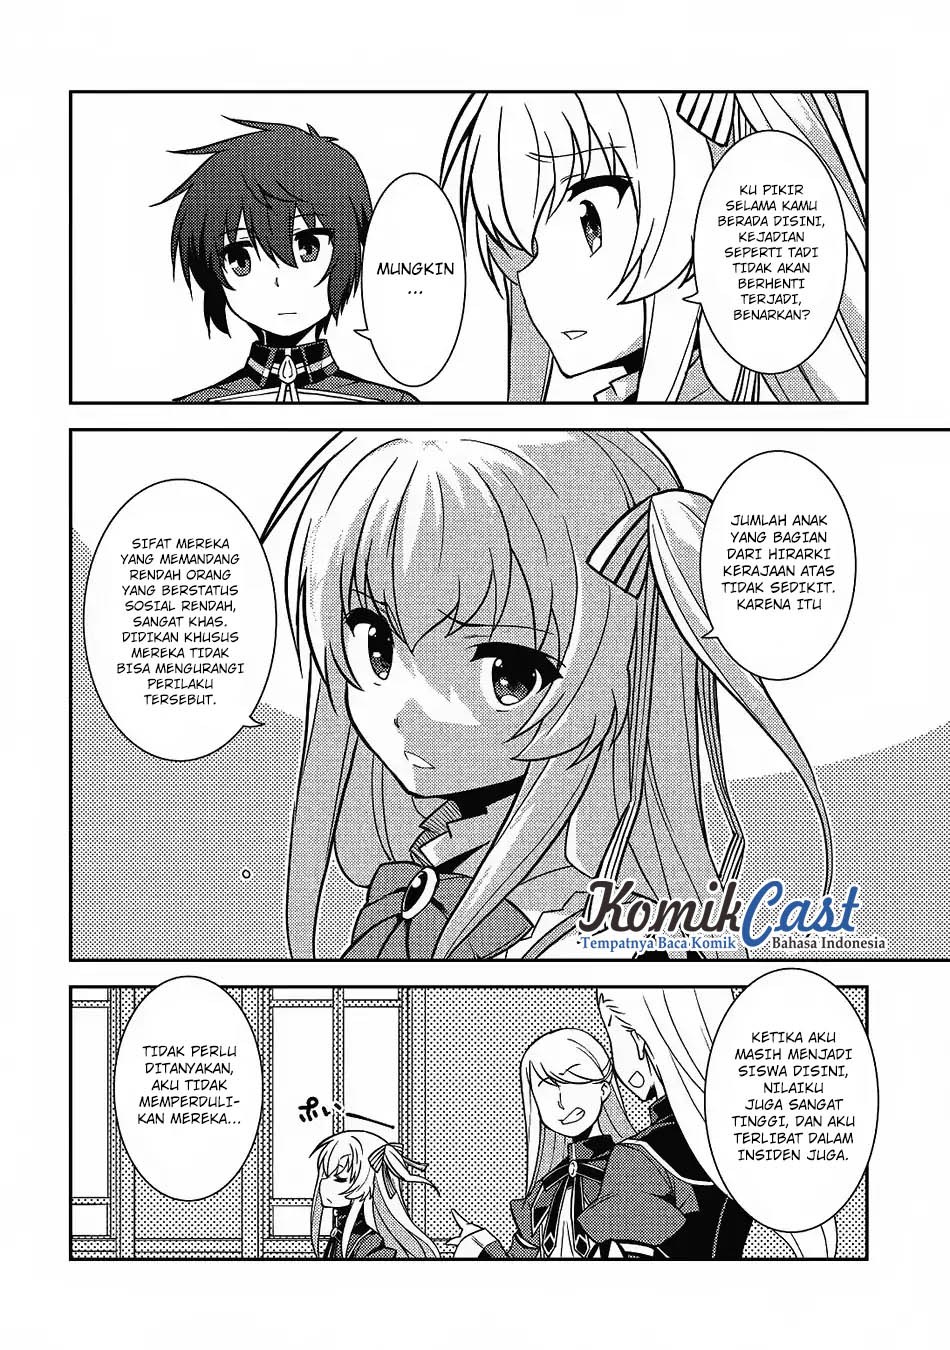 KU PIKIR
SELAMA KAMU
BERADA DISINI,
KEJADIAN
SEPERTI TADI
TIDAK AKAN
BERHENTI
TERJADI,
BENARKAN?
MUNGKIN
...
JUMLAH ANAK
YANG BAGIAN
DARI HIRARKI
KERAJAAN ATAS
TIDAK SEDIKIT.
KARENA ITU
SIFAT MEREKA
YANG MEMANDANG
RENDAH ORANG
YANG BERSTATUS
SOSIAL RENDAH,
SANGAT KHAS.
DIDIKAN KHUSUS
MEREKA TIDAK
BISA MENGURANGI
PERILAKU
TERSEBUT.
KomikCast
Tempatnya Baca Komik Bahasa Indonesia
KETIKA AKU
MASIH MENJADI
SISWA DISINI,
NILAIKU
JUGA SANGAT
TINGGI, DAN AKU
TERLIBAT DALAM
INSIDEN JUGA.
TIDAK PERLU
DITANYAKAN,
AKU TIDAK
MEMPERDULI-
KAN MEREKA...
ぷい